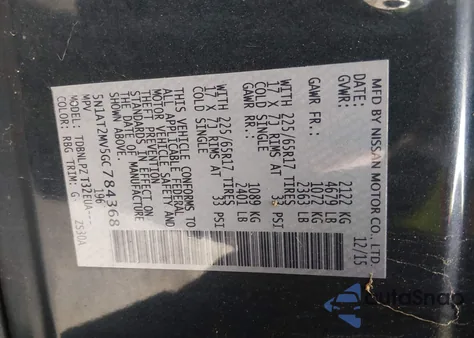 MFD BY NISSAN MOTOR CO., LTD.
DATE: 12/15
GVWR: 2122 KG
4679 LB
GAWR FR.: 1072 KG
2363 LB
WITH 225/65R17 TIRES
17 X 7J RIMS AT 33 PSI
COLD SINGLE
GAWR RR.: 1089 KG
2401 LB
WITH 225/65R17 TIRES
17 X 7J RIMS AT 33 PSI
COLD SINGLE
THIS VEHICLE CONFORMS TO
ALL APPLICABLE FEDERAL
MOTOR VEHICLE SAFETY AND
THEFT PREVENTION
STANDARDS IN EFFECT ON
THE DATE OF MANUFACTURE
SHOWN ABOVE.
5N1AT2MV5GC784368
MPV 196
MODEL:
COLOR: RBG TRIM: G
ZS3DA
AutoSnap